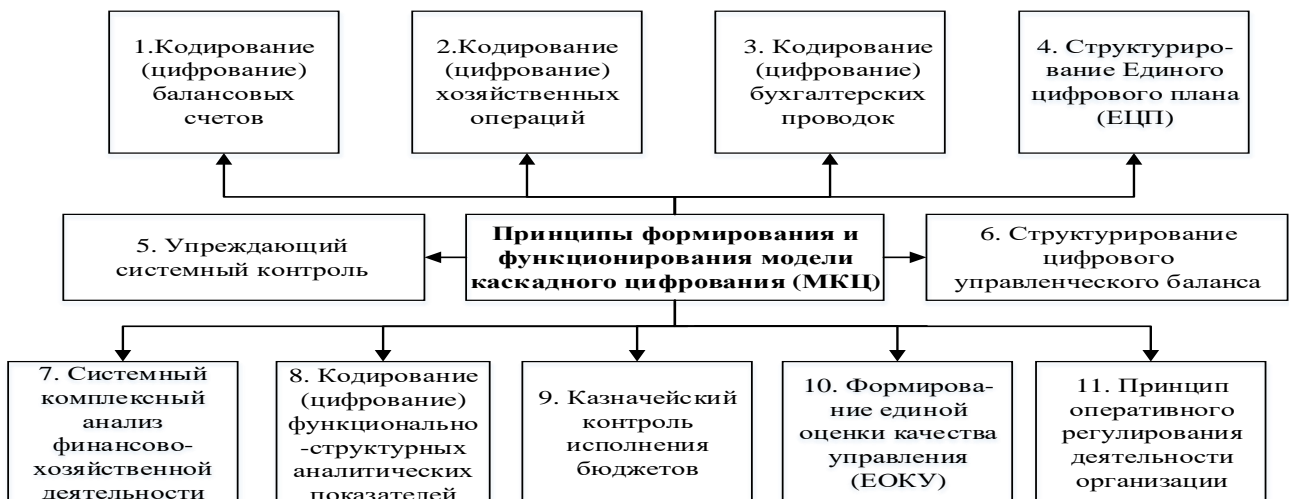 1.Кодирование
(цифрование)
балансовых
счетов
2.Кодирование
(цифрование)
хозяйственных
операций
3. Кодирование
(цифрование)
бухгалтерских
проводок
4. Структуриро-
вание Единого
цифрового плана
(ЕЦП)
5. Упреждающий
системный контроль
Принципы формирования и
функционирования модели
каскадного цифрования (МКЦ)
6. Структурирование
цифрового
управленческого баланса
7. Системный
комплексный
анализ
финансово-
хозяйственной
деятельности
8. Кодирование
(цифрование)
функционально
-структурных
аналитических
показателей
9. Казначейский
контроль
исполнения
бюджетов
10. Формирова-
ние единой
оценки качества
управления
(ЕОКУ)
11. Принцип
оперативного
регулирования
деятельности
организации